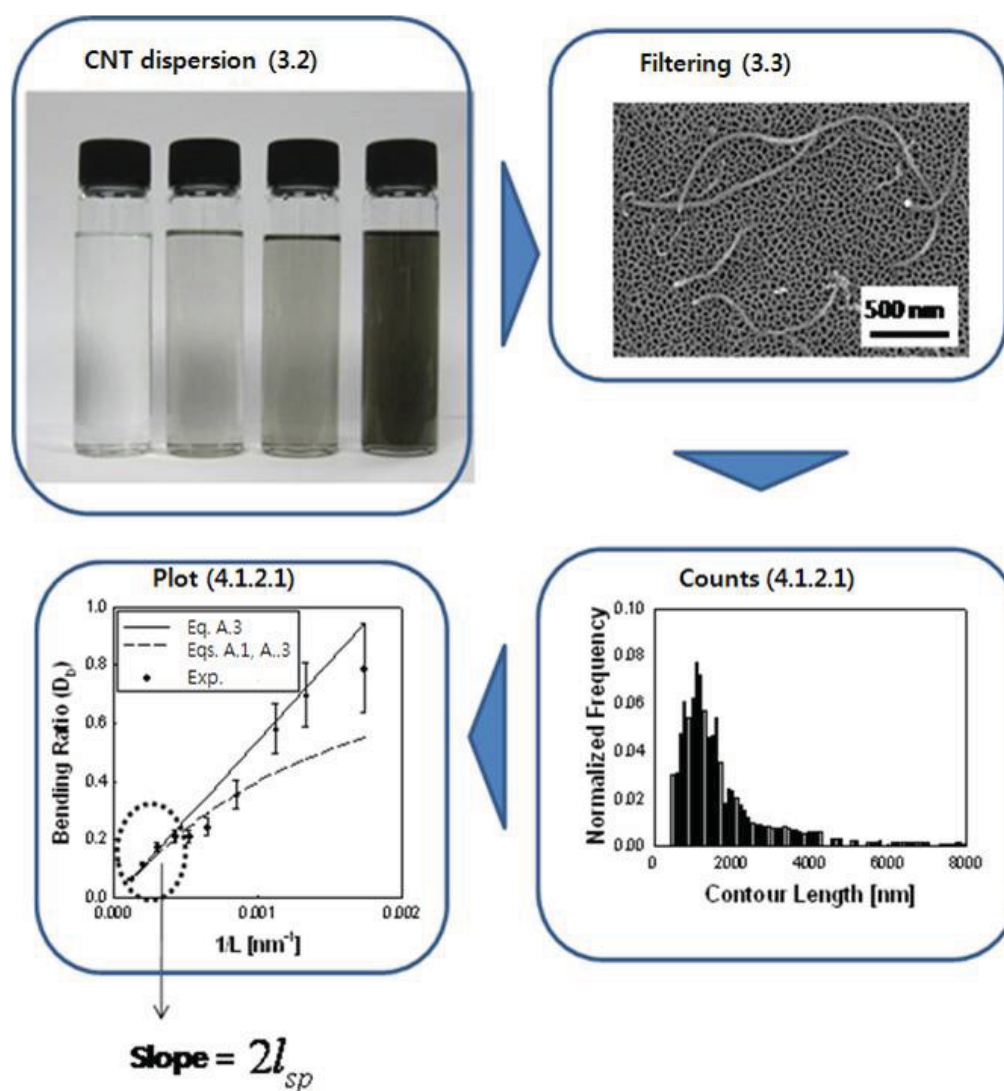 CNT dispersion (3.2)
Filtering (3.3)
500 nm
Plot (4.1.2.1)
1.0
0.8
0.6
0.4
0.2
0.0
Bending Ratio (D_b)
Eq. A.3
Eqs. A.1, A..3
Exp.
0.000
0.001
0.002
1/L [nm⁻¹]
Slope = 2l_sp
Counts (4.1.2.1)
0.10
0.08
0.06
0.04
0.02
0.00
Normalized Frequency
0
2000
4000
6000
8000
Contour Length [nm]